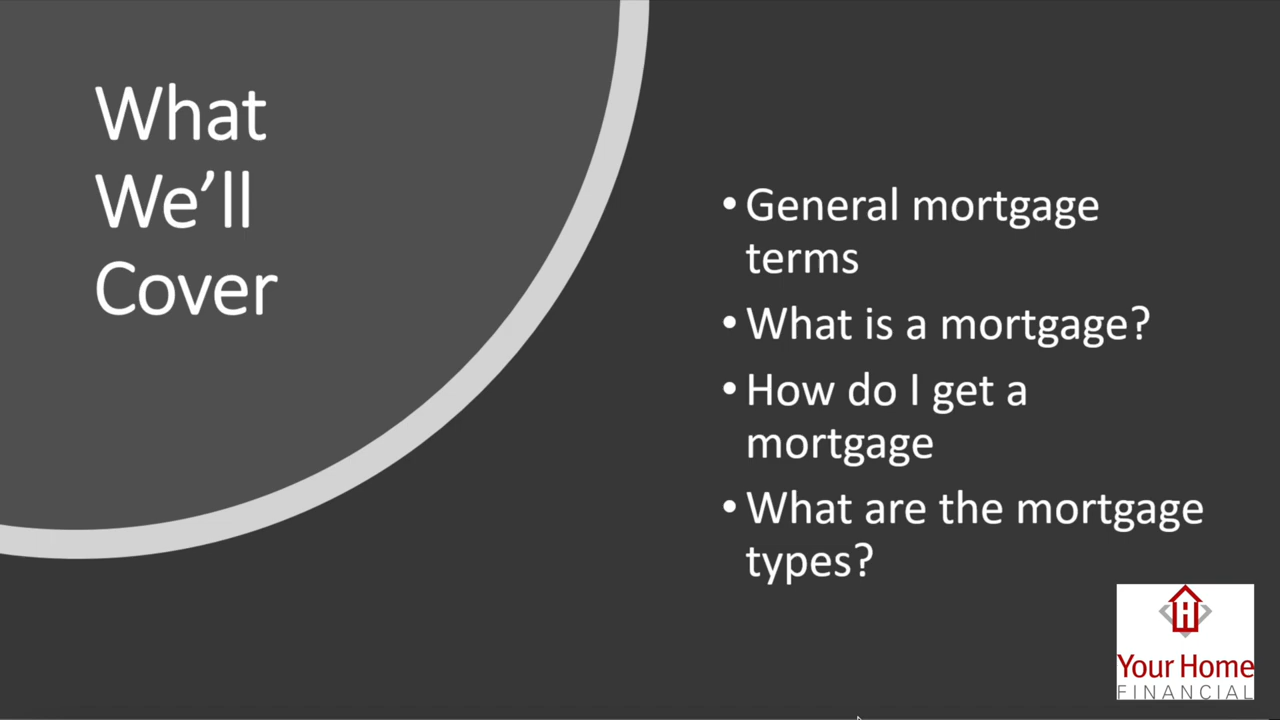 What
We’ll
Cover
• General mortgage
terms
• What is a mortgage?
• How do I get a
mortgage
• What are the mortgage
types?
H
Your Home
FINANCIAL